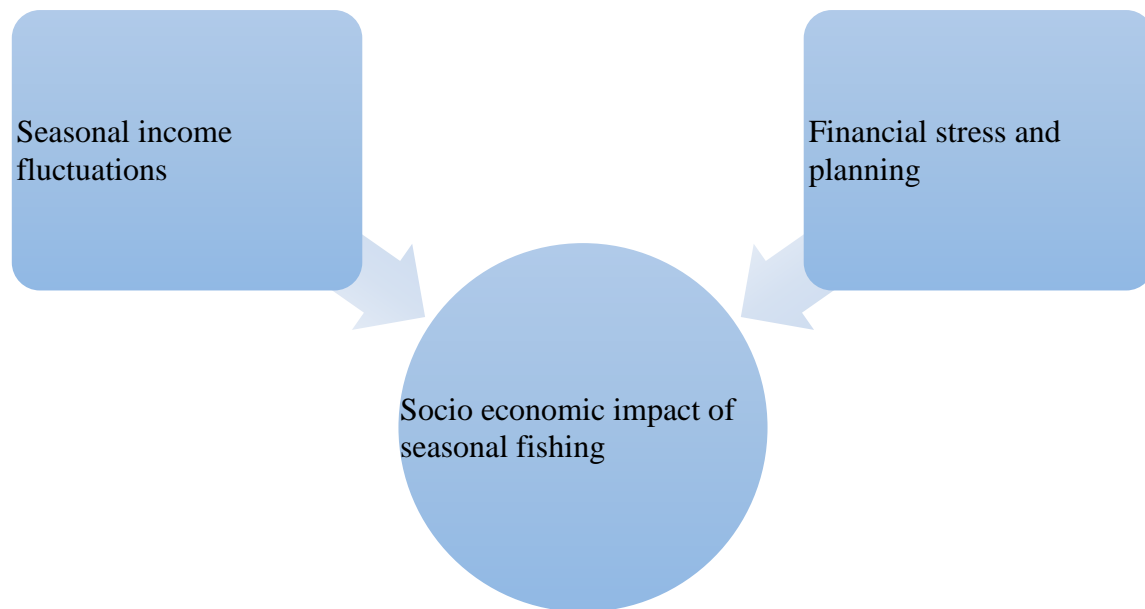 Seasonal income
fluctuations
Financial stress and
planning
Socio economic impact of
seasonal fishing